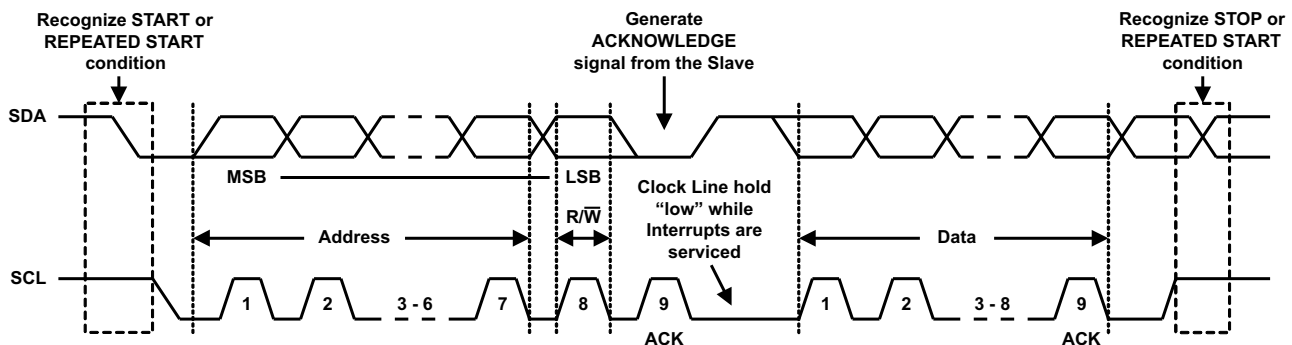 Recognize START or
REPEATED START
condition
Generate
ACKNOWLEDGE
signal from the Slave
Recognize STOP or
REPEATED START
condition
SDA
MSB
LSB
R/W̅
Clock Line hold
“low” while
Interrupts are
serviced
Address
Data
SCL
1
2
3 - 6
7
8
9
1
2
3 - 8
9
ACK
ACK